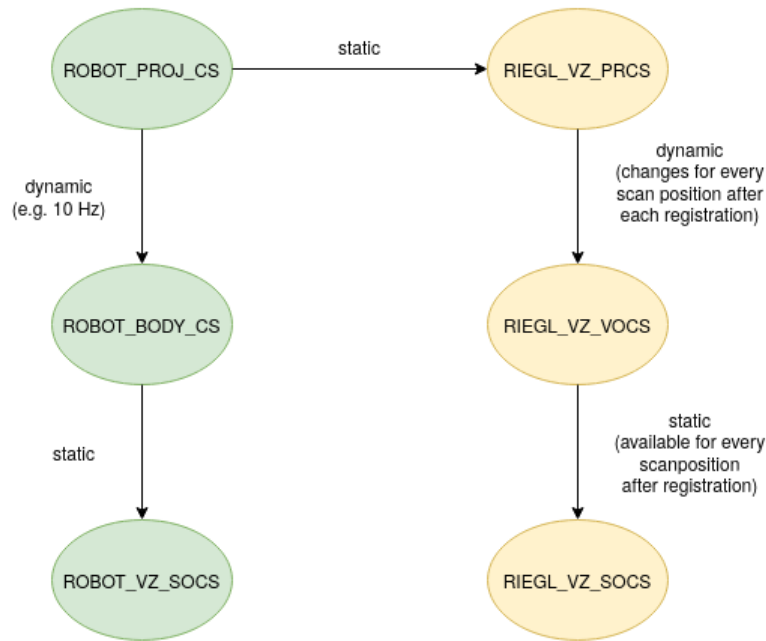 ROBOT_PROJ_CS
static
RIEGL_VZ_PRCS
dynamic
(e.g. 10 Hz)
dynamic
(changes for every
scan position after
each registration)
ROBOT_BODY_CS
RIEGL_VZ_VOCS
static
static
(available for every
scanposition
after registration)
ROBOT_VZ_SOCS
RIEGL_VZ_SOCS